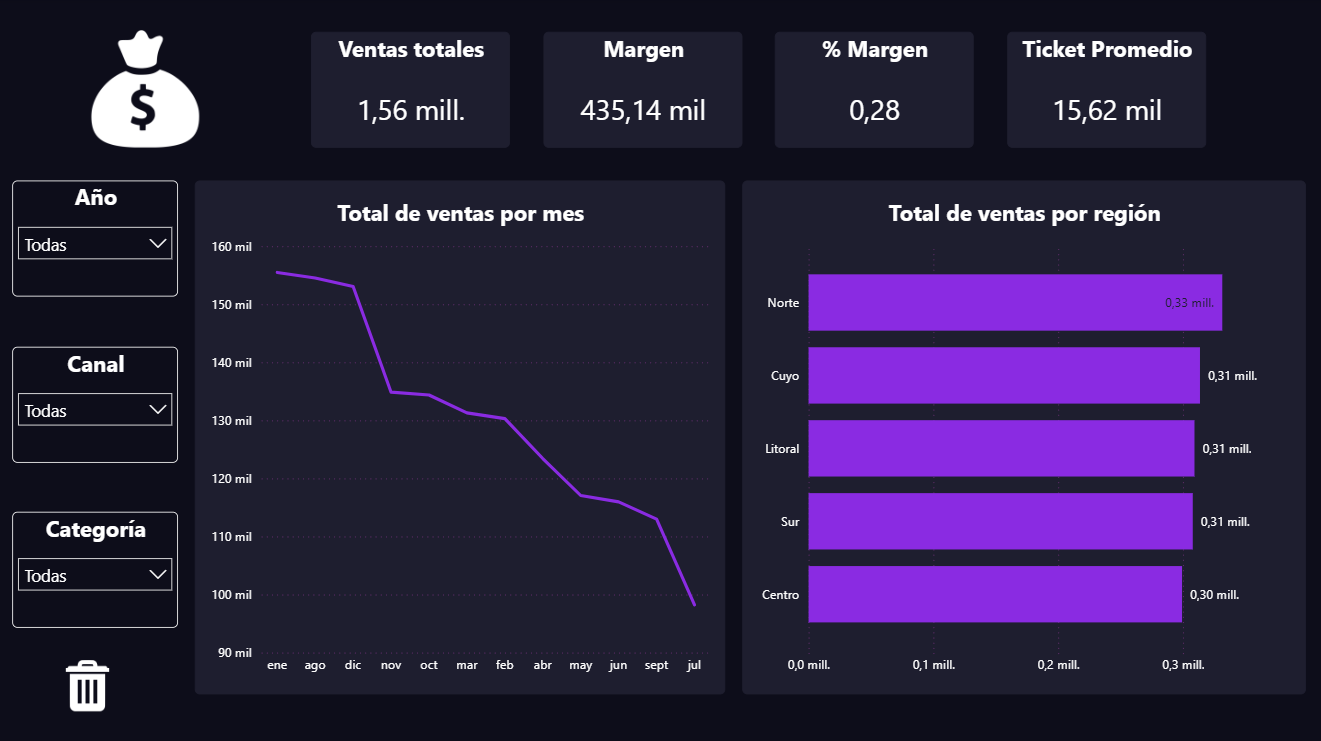 $
Ventas totales
1,56 mill.
Margen
435,14 mil
% Margen
0,28
Ticket Promedio
15,62 mil
Año
Todas
Canal
Todas
Categoría
Todas
Total de ventas por mes
160 mil
150 mil
140 mil
130 mil
120 mil
110 mil
100 mil
90 mil
ene ago dic nov oct mar feb abr may jun sept jul
Total de ventas por región
Norte 0,33 mill.
Cuyo 0,31 mill.
Litoral 0,31 mill.
Sur 0,31 mill.
Centro 0,30 mill.
0,0 mill. 0,1 mill. 0,2 mill. 0,3 mill.